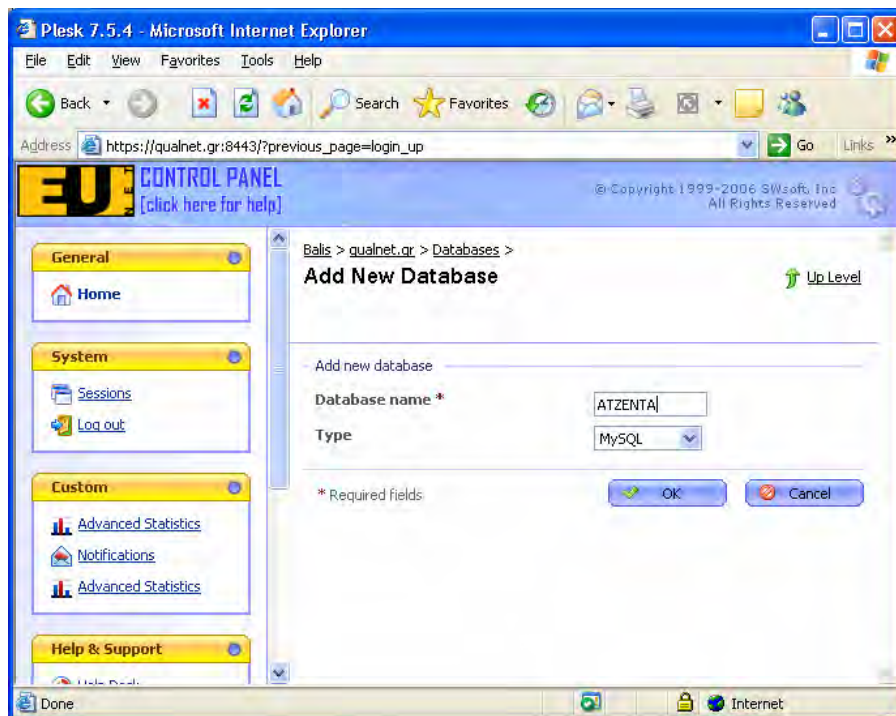 Plesk 7.5.4 - Microsoft Internet Explorer
File Edit View Favorites Tools Help
Back Search Favorites
Address https://qualnet.gr:8443/?previous_page=login_up Go Links »
EU NET CONTROL PANEL
[click here for help]
© Copyright 1999-2006 SWsoft, Inc
All Rights Reserved
General
Home
System
Sessions
Log out
Custom
Advanced Statistics
Notifications
Advanced Statistics
Help & Support
Help Desk
Balis > qualnet.gr > Databases >
Add New Database
Up Level
Add new database
Database name * ATZENTA
Type MySQL
* Required fields OK Cancel
Done Internet